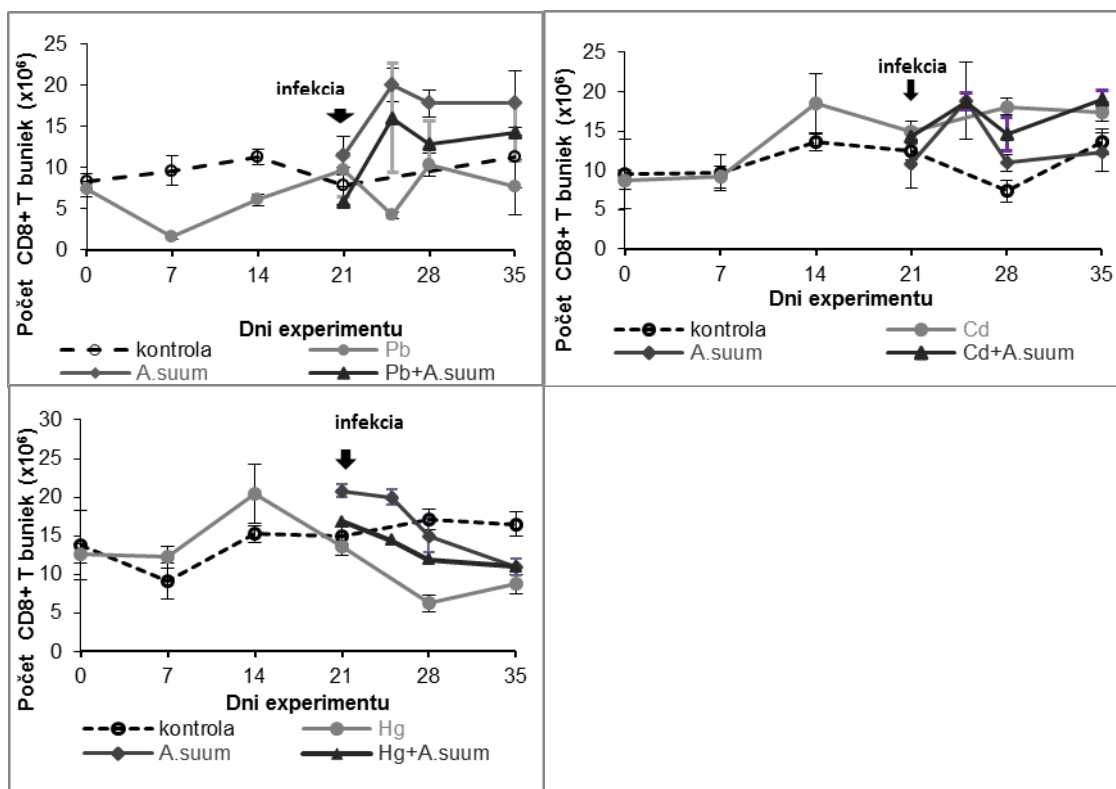 Počet CD8+ T buniek (x10⁶)
25
20
15
10
5
0
infekcia
0 7 14 21 28 35
Dni experimentu
kontrola Pb
A.suum Pb+A.suum
Počet CD8+ T buniek (x10⁶)
25
20
15
10
5
0
infekcia
0 7 14 21 28 35
Dni experimentu
kontrola Cd
A.suum Cd+A.suum
Počet CD8+ T buniek (x10⁶)
30
25
20
15
10
5
0
infekcia
0 7 14 21 28 35
Dni experimentu
kontrola Hg
A.suum Hg+A.suum